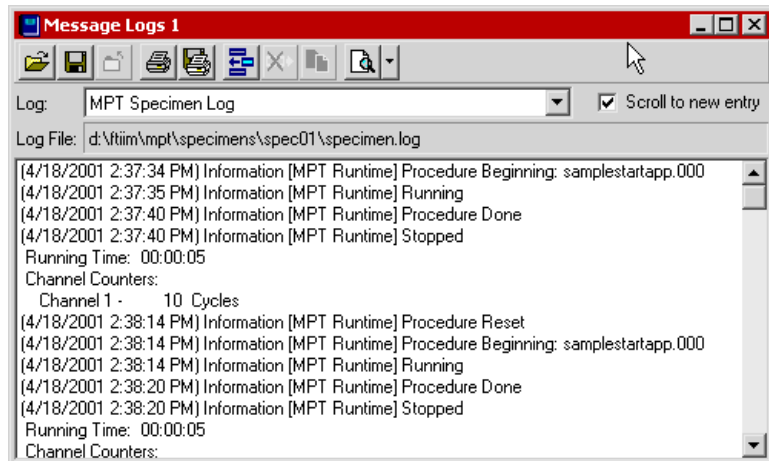 Message Logs 1
Log: MPT Specimen Log Scroll to new entry
Log File: d:\ftiim\mpt\specimens\spec01\specimen.log
(4/18/2001 2:37:34 PM) Information [MPT Runtime] Procedure Beginning: samplestartapp.000
(4/18/2001 2:37:35 PM) Information [MPT Runtime] Running
(4/18/2001 2:37:40 PM) Information [MPT Runtime] Procedure Done
(4/18/2001 2:37:40 PM) Information [MPT Runtime] Stopped
Running Time: 00:00:05
Channel Counters:
Channel 1 - 10 Cycles
(4/18/2001 2:38:14 PM) Information [MPT Runtime] Procedure Reset
(4/18/2001 2:38:14 PM) Information [MPT Runtime] Procedure Beginning: samplestartapp.000
(4/18/2001 2:38:14 PM) Information [MPT Runtime] Running
(4/18/2001 2:38:20 PM) Information [MPT Runtime] Procedure Done
(4/18/2001 2:38:20 PM) Information [MPT Runtime] Stopped
Running Time: 00:00:05
Channel Counters: